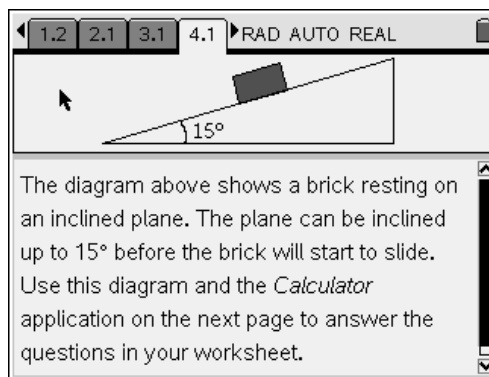 1.2 2.1 3.1 4.1 RAD AUTO REAL
15°
The diagram above shows a brick resting on
an inclined plane. The plane can be inclined
up to 15° before the brick will start to slide.
Use this diagram and the Calculator
application on the next page to answer the
questions in your worksheet.